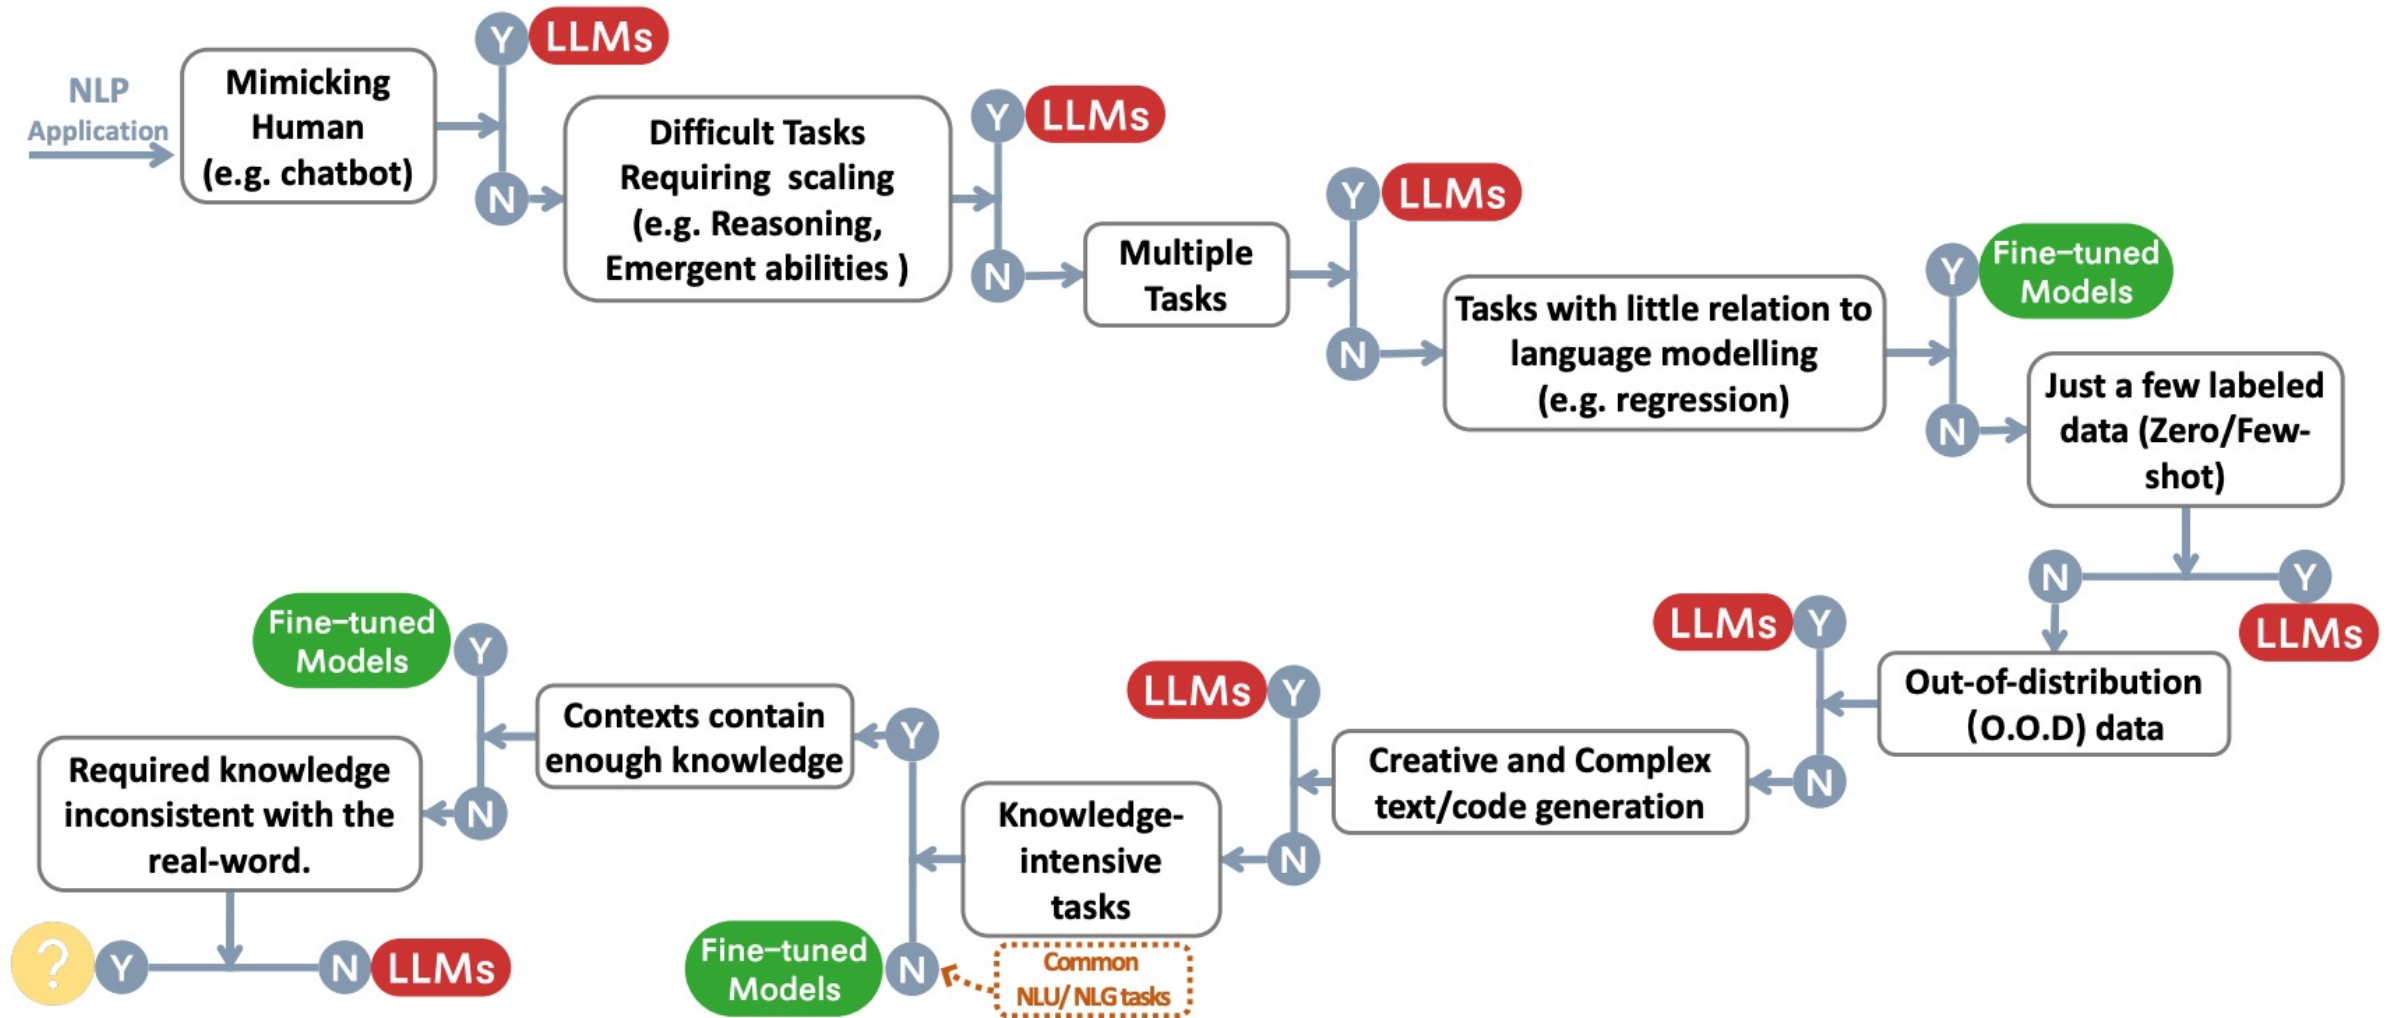 NLP
Application
Mimicking
Human
(e.g. chatbot)
Y
LLMs
N
Difficult Tasks
Requiring scaling
(e.g. Reasoning,
Emergent abilities )
Y
LLMs
N
Multiple
Tasks
Y
LLMs
N
Tasks with little relation to
language modelling
(e.g. regression)
Y
Fine-tuned
Models
N
Just a few labeled
data (Zero/Few-
shot)
N
Y
LLMs
Out-of-distribution
(O.O.D) data
LLMs
Y
N
Creative and Complex
text/code generation
LLMs
Y
N
Knowledge-
intensive
tasks
Y
Fine-tuned
Models
N
Common
NLU/ NLG tasks
Contexts contain
enough knowledge
Fine-tuned
Models
Y
N
Required knowledge
inconsistent with the
real-word.
?
Y
N
LLMs